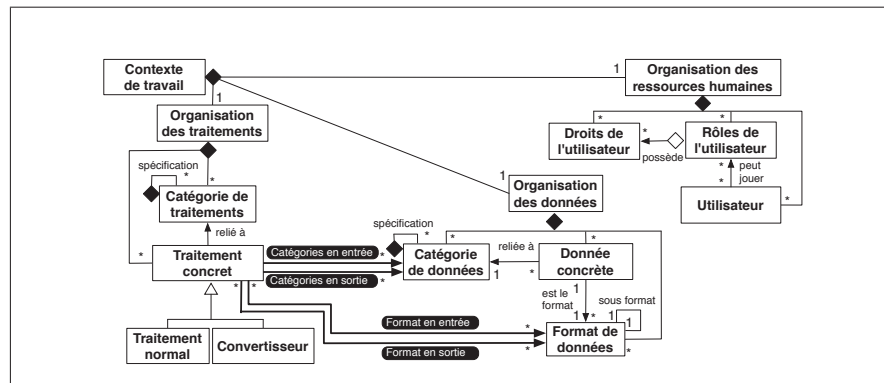 Contexte
de travail
1
Organisation des
ressources humaines
1
Organisation
des traitements
*
*
Droits de
l'utilisateur
*
possède
Rôles de
l'utilisateur
*
*
peut
jouer
Utilisateur
*
spécification
*
*
Catégorie de
traitements
relié à
*
Traitement
concret
1
Organisation
des données
spécification
*
*
*
Catégories en entrée
*
Catégories en sortie
*
Catégorie
de données
reliée à
1
*
Donnée
concrète
1
est le
format
sous format
1
*
1
1
*
*
Format en entrée
*
Format en sortie
*
Format de
données
*
Traitement
normal
Convertisseur